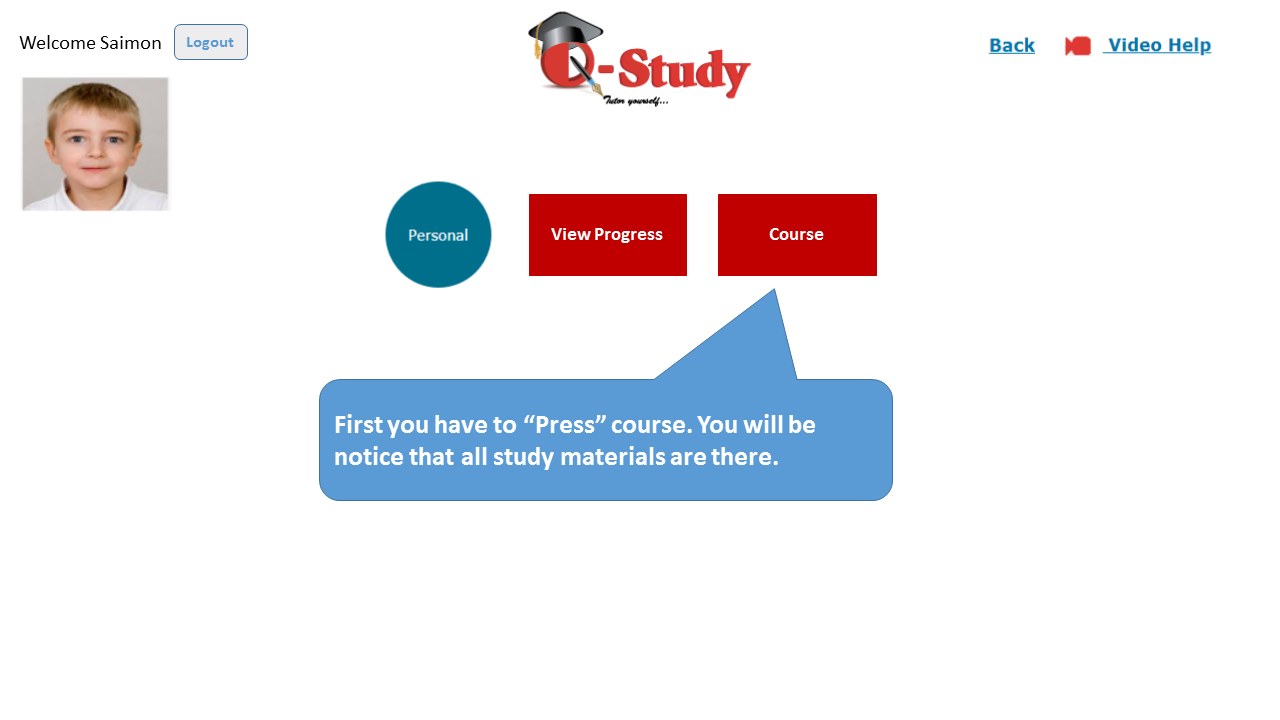 Welcome Saimon
Logout
Q-Study
Tutor yourself...
Back
Video Help
Personal
View Progress
Course
First you have to “Press” course. You will be
notice that all study materials are there.